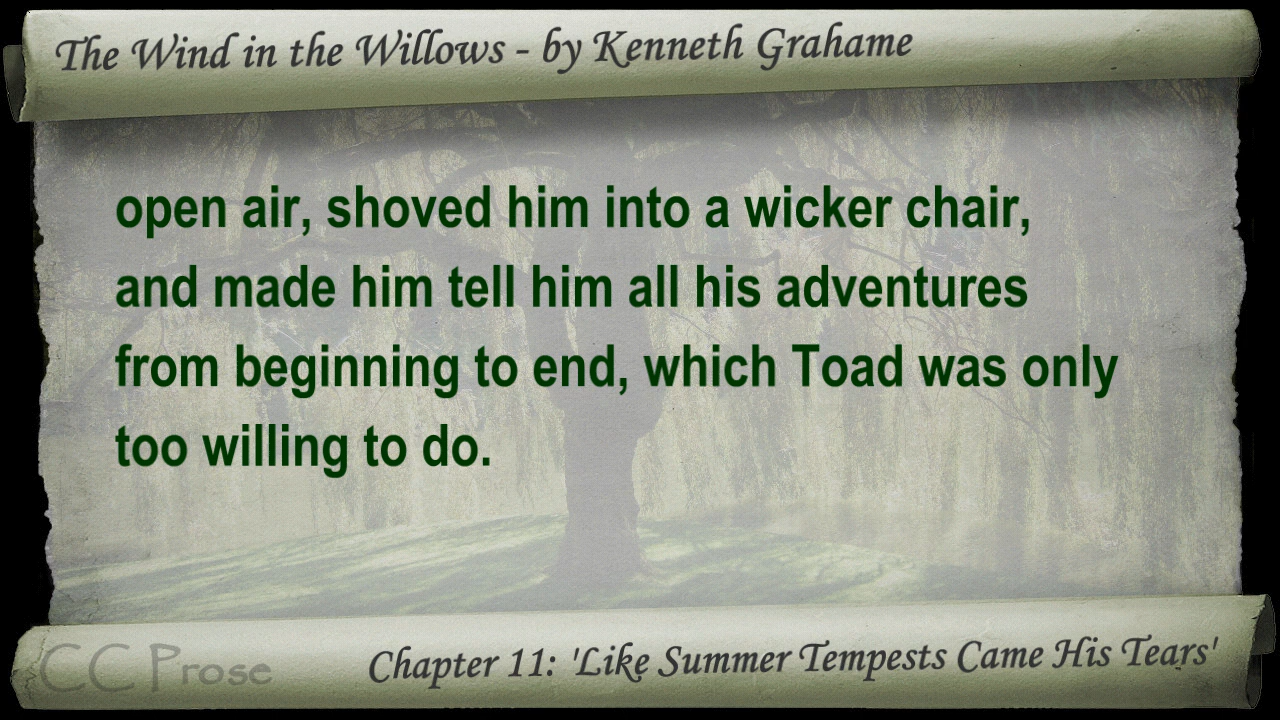 The Wind in the Willows - by Kenneth Grahame
open air, shoved him into a wicker chair,
and made him tell him all his adventures
from beginning to end, which Toad was only
too willing to do.
CC Prose
Chapter 11: 'Like Summer Tempests Came His Tears'